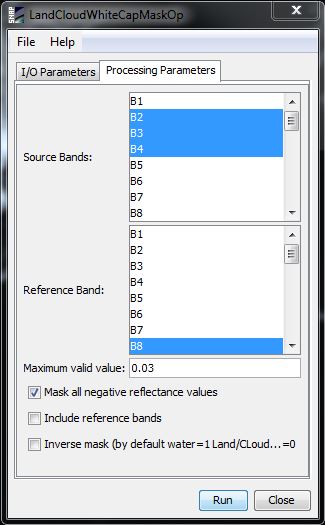 SNAP LandCloudWhiteCapMaskOp X
File Help
I/O Parameters Processing Parameters
Source Bands:
B1
B2
B3
B4
B5
B6
B7
B8
Reference Band:
B1
B2
B3
B4
B5
B6
B7
B8
Maximum valid value: 0.03
Mask all negative reflectance values
Include reference bands
Inverse mask (by default water=1 Land/CLoud...=0
Run Close